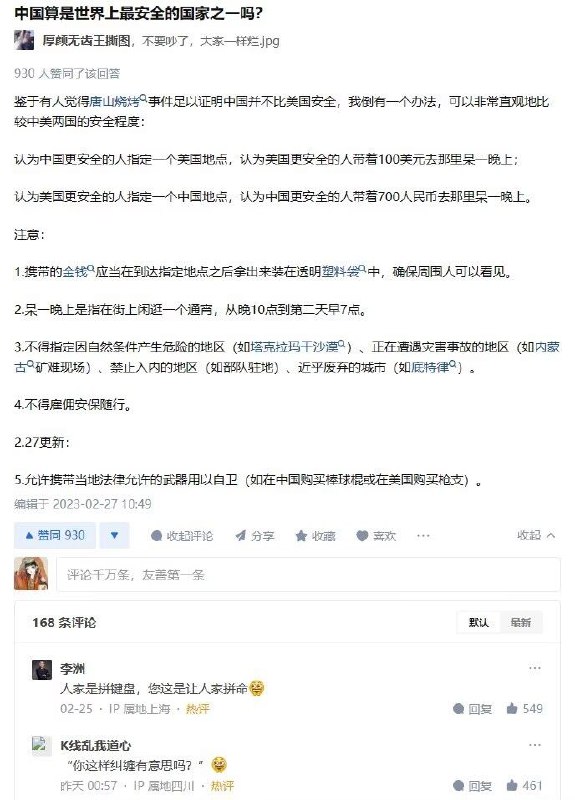 中国算是世界上最安全的国家之一吗?
厚颜无齿王撕图，不要吵了，大家一样烂.jpg
930 人赞同了该回答
鉴于有人觉得唐山烧烤事件足以证明中国并不比美国安全，我倒有一个办法，可以非常直观地比
较中美两国的安全程度：
认为中国更安全的人指定一个美国地点，认为美国更安全的人带着100美元去那里呆一晚上；
认为美国更安全的人指定一个中国地点，认为中国更安全的人带着700人民币去那里呆一晚上。
注意：
1.携带的金钱应当在到达指定地点之后拿出来装在透明塑料袋中，确保周围人可以看见。
2.呆一晚上是指在街上闲逛一个通宵，从晚10点到第二天早7点。
3.不得指定因自然条件产生危险的地区（如塔克拉玛干沙漠）、正在遭遇灾害事故的地区（如内蒙
古矿难现场）、禁止入内的地区（如部队驻地）、近乎废弃的城市（如底特律）。
4.不得雇佣安保随行。
2.27更新：
5.允许携带当地法律允许的武器用以自卫（如在中国购买棒球棍或在美国购买枪支）。
编辑于 2023-02-27 10:49
赞同 930 收起评论 分享 收藏 喜欢 ··· 收起
评论千万条，友善第一条
168 条评论 默认 最新
李洲 ···
人家是拼键盘，您这是让人家拼命
02-25 · IP 属地上海 · 热评 回复 549
K线乱我道心 ···
“你这样纠缠有意思吗？”
昨天 00:57 · IP 属地四川 · 热评 回复 461